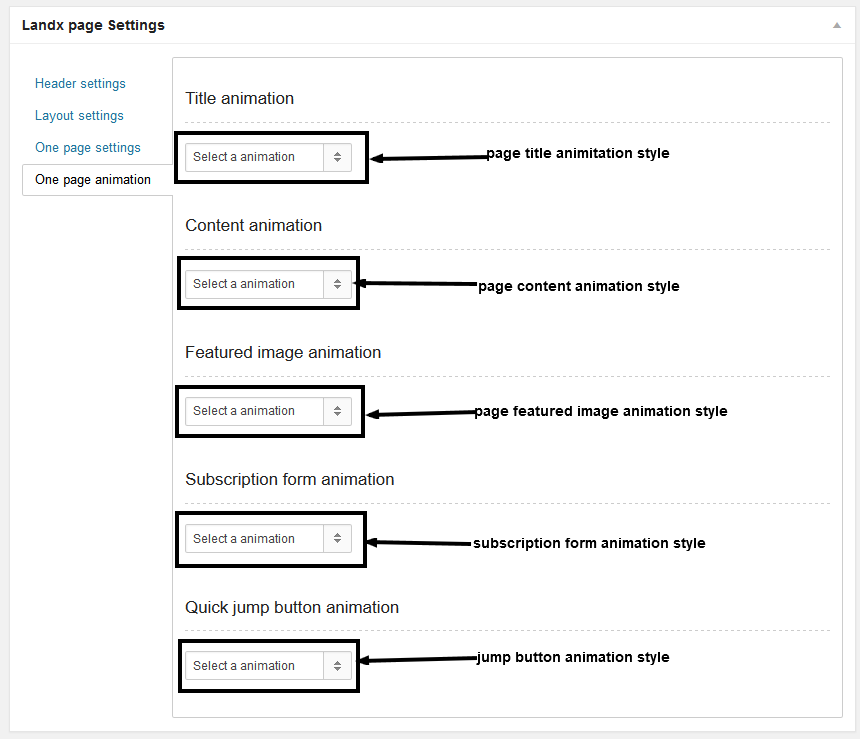 Landx page Settings
Header settings
Layout settings
One page settings
One page animation
Title animation
Select a animation
page title animitation style
Content animation
Select a animation
page content animation style
Featured image animation
Select a animation
page featured image animation style
Subscription form animation
Select a animation
subscription form animation style
Quick jump button animation
Select a animation
jump button animation style